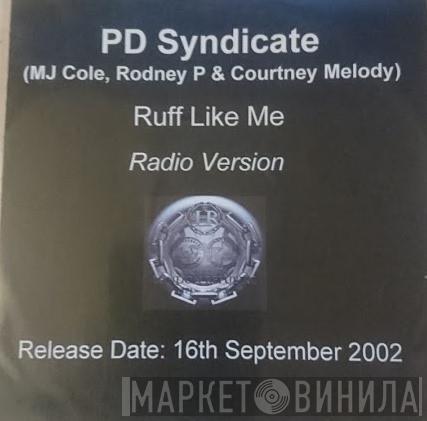 PD Syndicate
(MJ Cole, Rodney P & Courtney Melody)
Ruff Like Me
Radio Version
Release Date: 16th September 2002
МАРКЕТ ВИНИЛА